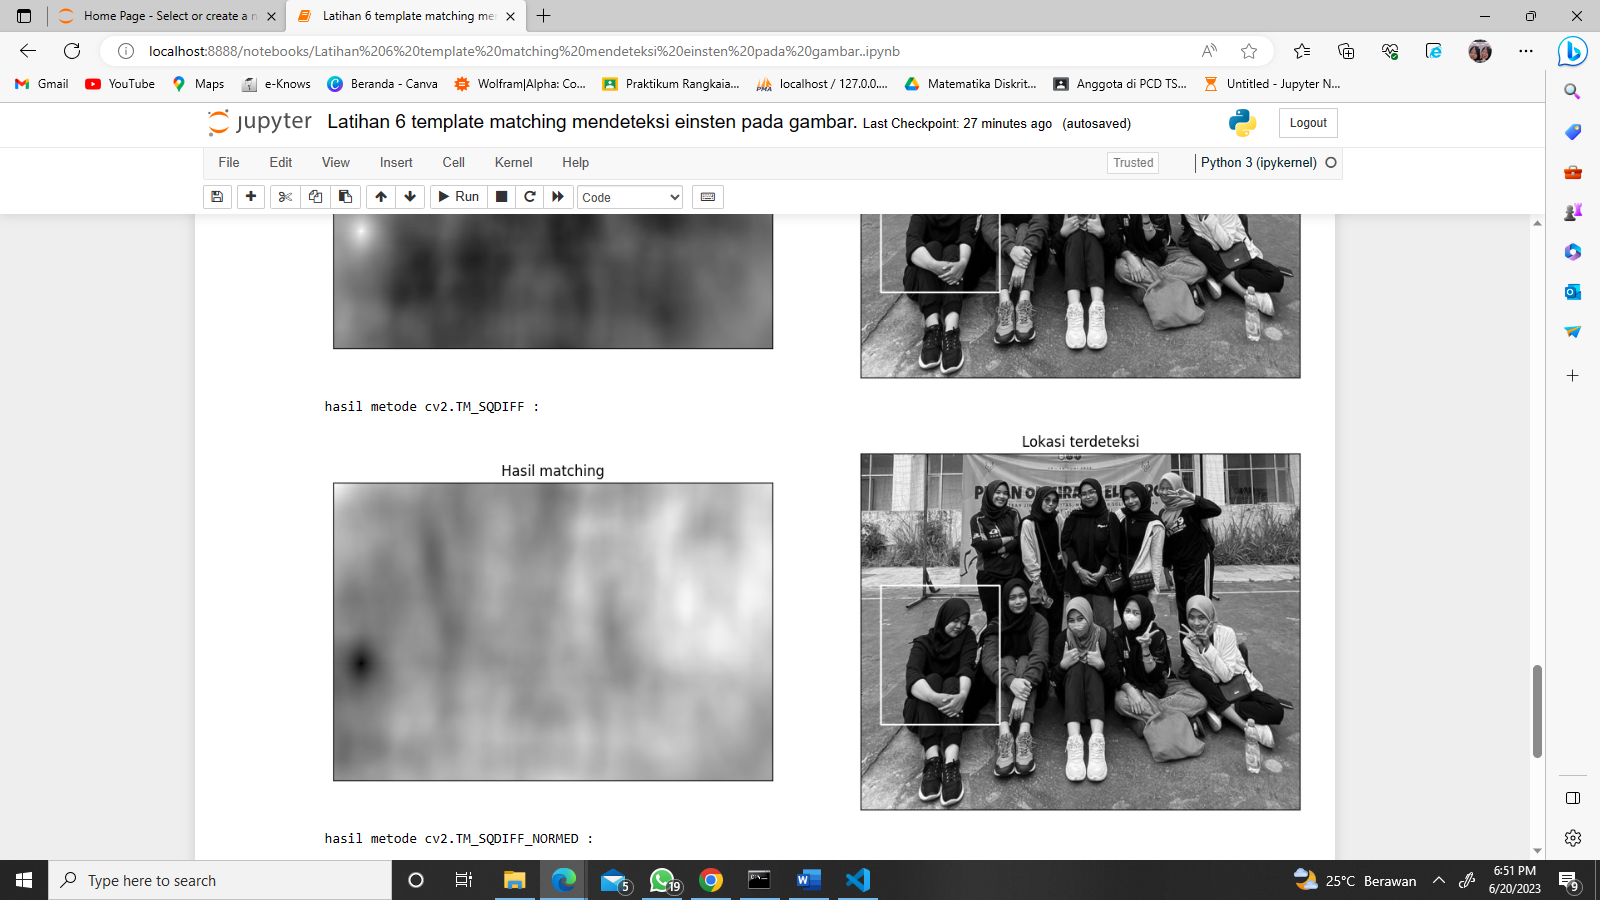 Home Page - Select or create a n
Latihan 6 template matching mer
localhost:8888/notebooks/Latihan%206%20template%20matching%20mendeteksi%20einsten%20pada%20gambar..ipynb
Gmail
YouTube
Maps
e-Knows
Beranda - Canva
Wolfram|Alpha: Co...
Praktikum Rangkaia...
localhost / 127.0.0....
Matematika Diskrit...
Anggota di PCD TS...
Untitled - Jupyter N...
jupyter Latihan 6 template matching mendeteksi einsten pada gambar. Last Checkpoint: 27 minutes ago (autosaved)
Logout
File Edit View Insert Cell Kernel Help
Trusted
Python 3 (ipykernel)
Run
Code
hasil metode cv2.TM_SQDIFF :
Hasil matching
Lokasi terdeteksi
hasil metode cv2.TM_SQDIFF_NORMED :
Type here to search
5
19
25°C Berawan
6:51 PM
6/20/2023
9